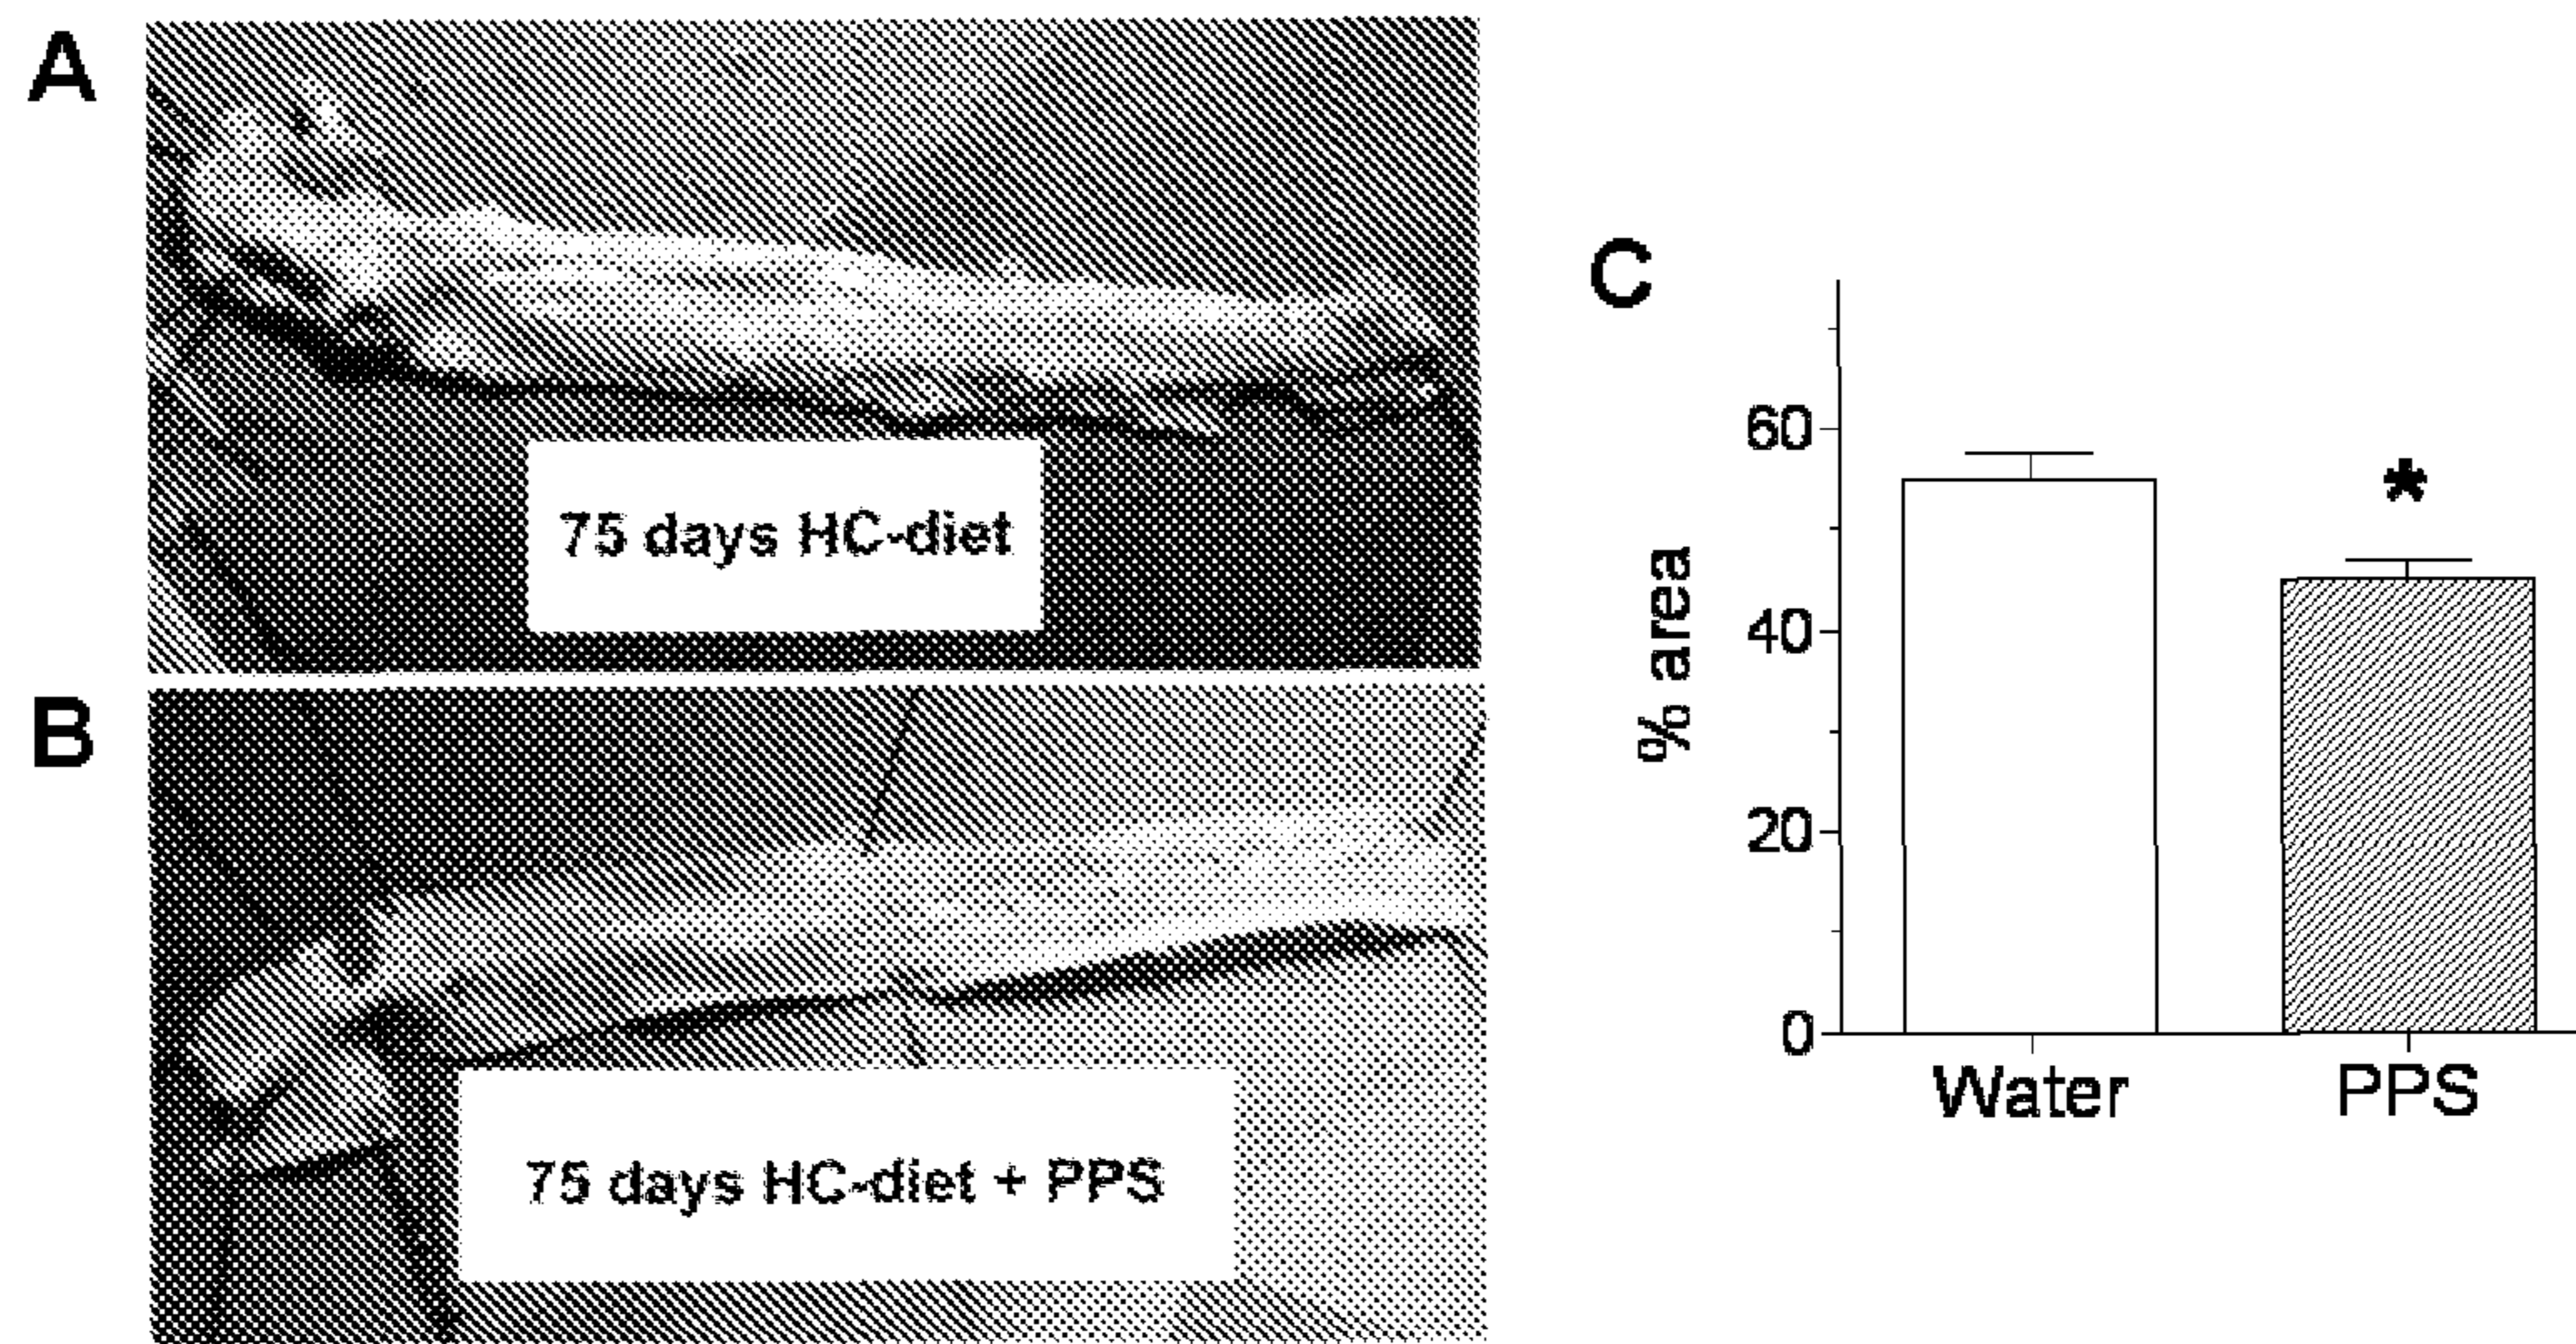 A
75 days HC-diet
B
75 days HC-diet + PPS
C
% area
60
40
20
0
*
Water
PPS